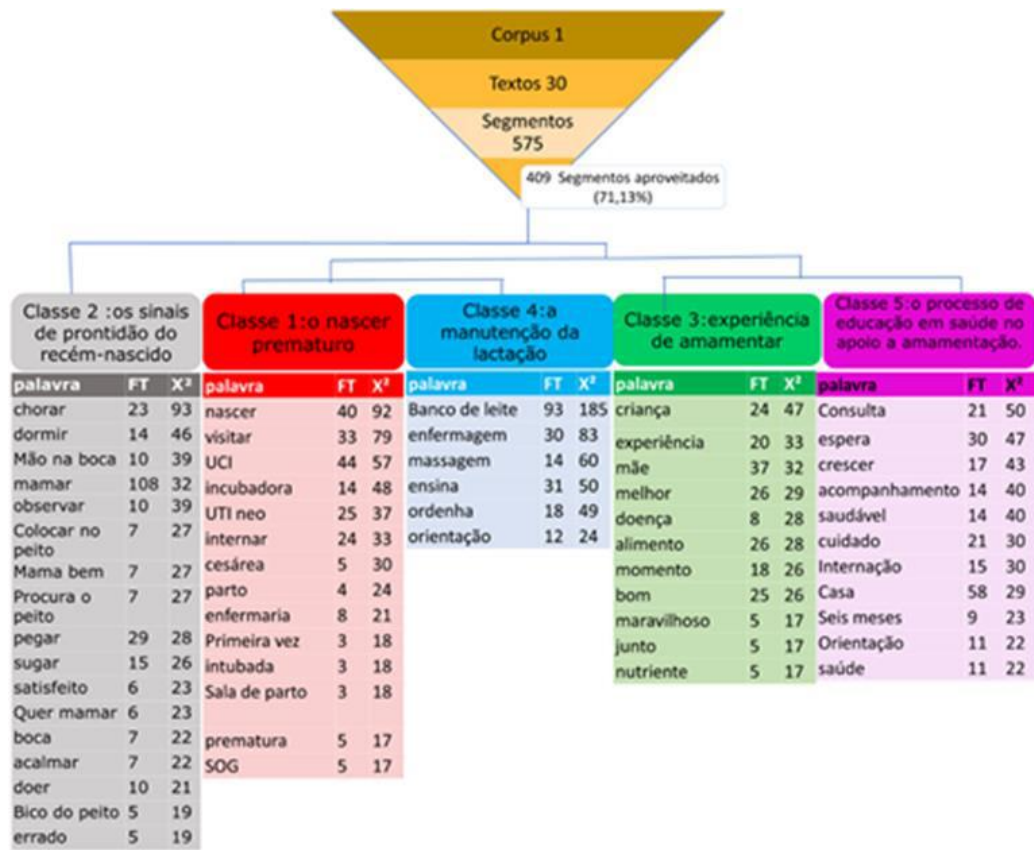 Corpus 1
Textos 30
Segmentos
575
409 Segmentos aproveitados
(71,13%)
Classe 2 :os sinais
de prontidão do
recém-nascido
palavra FT X²
chorar 23 93
dormir 14 46
Mão na boca 10 39
mamar 108 32
observar 10 39
Colocar no 7 27
peito
Mama bem 7 27
Procura o 7 27
peito
pegar 29 28
sugar 15 26
satisfeito 6 23
Quer mamar 6 23
boca 7 22
acalmar 7 22
doer 10 21
Bico do peito 5 19
errado 5 19
Classe 1:o nascer
prematuro
palavra FT X²
nascer 40 92
visitar 33 79
UCI 44 57
incubadora 14 48
UTI neo 25 37
internar 24 33
cesárea 5 30
parto 4 24
enfermaria 8 21
Primeira vez 3 18
intubada 3 18
Sala de parto 3 18
prematura 5 17
SOG 5 17
Classe 4:a
manutenção da
lactação
palavra FT X²
Banco de leite 93 185
enfermagem 30 83
massagem 14 60
ensina 31 50
ordenha 18 49
orientação 12 24
Classe 3:experiência
de amamentar
palavra FT X²
criança 24 47
experiência 20 33
mãe 37 32
melhor 26 29
doença 8 28
alimento 26 28
momento 18 26
bom 25 26
maravilhoso 5 17
junto 5 17
nutriente 5 17
Classe 5:o processo de
educação em saúde no
apoio a amamentação.
palavra FT X²
Consulta 21 50
espera 30 47
crescer 17 43
acompanhamento 14 40
saudável 14 40
cuidado 21 30
Internação 15 30
Casa 58 29
Seis meses 9 23
Orientação 11 22
saúde 11 22